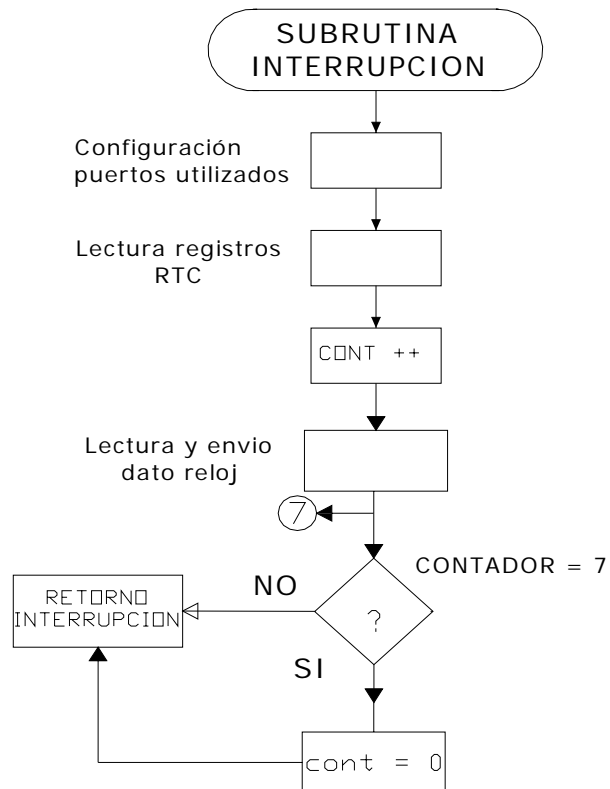 SUBRUTINA
INTERRUPCION
Configuración
puertos utilizados
Lectura registros
RTC
CONT ++
Lectura y envio
dato reloj
7
CONTADOR = 7
NO
RETORNO
INTERRUPCION
?
SI
cont = 0